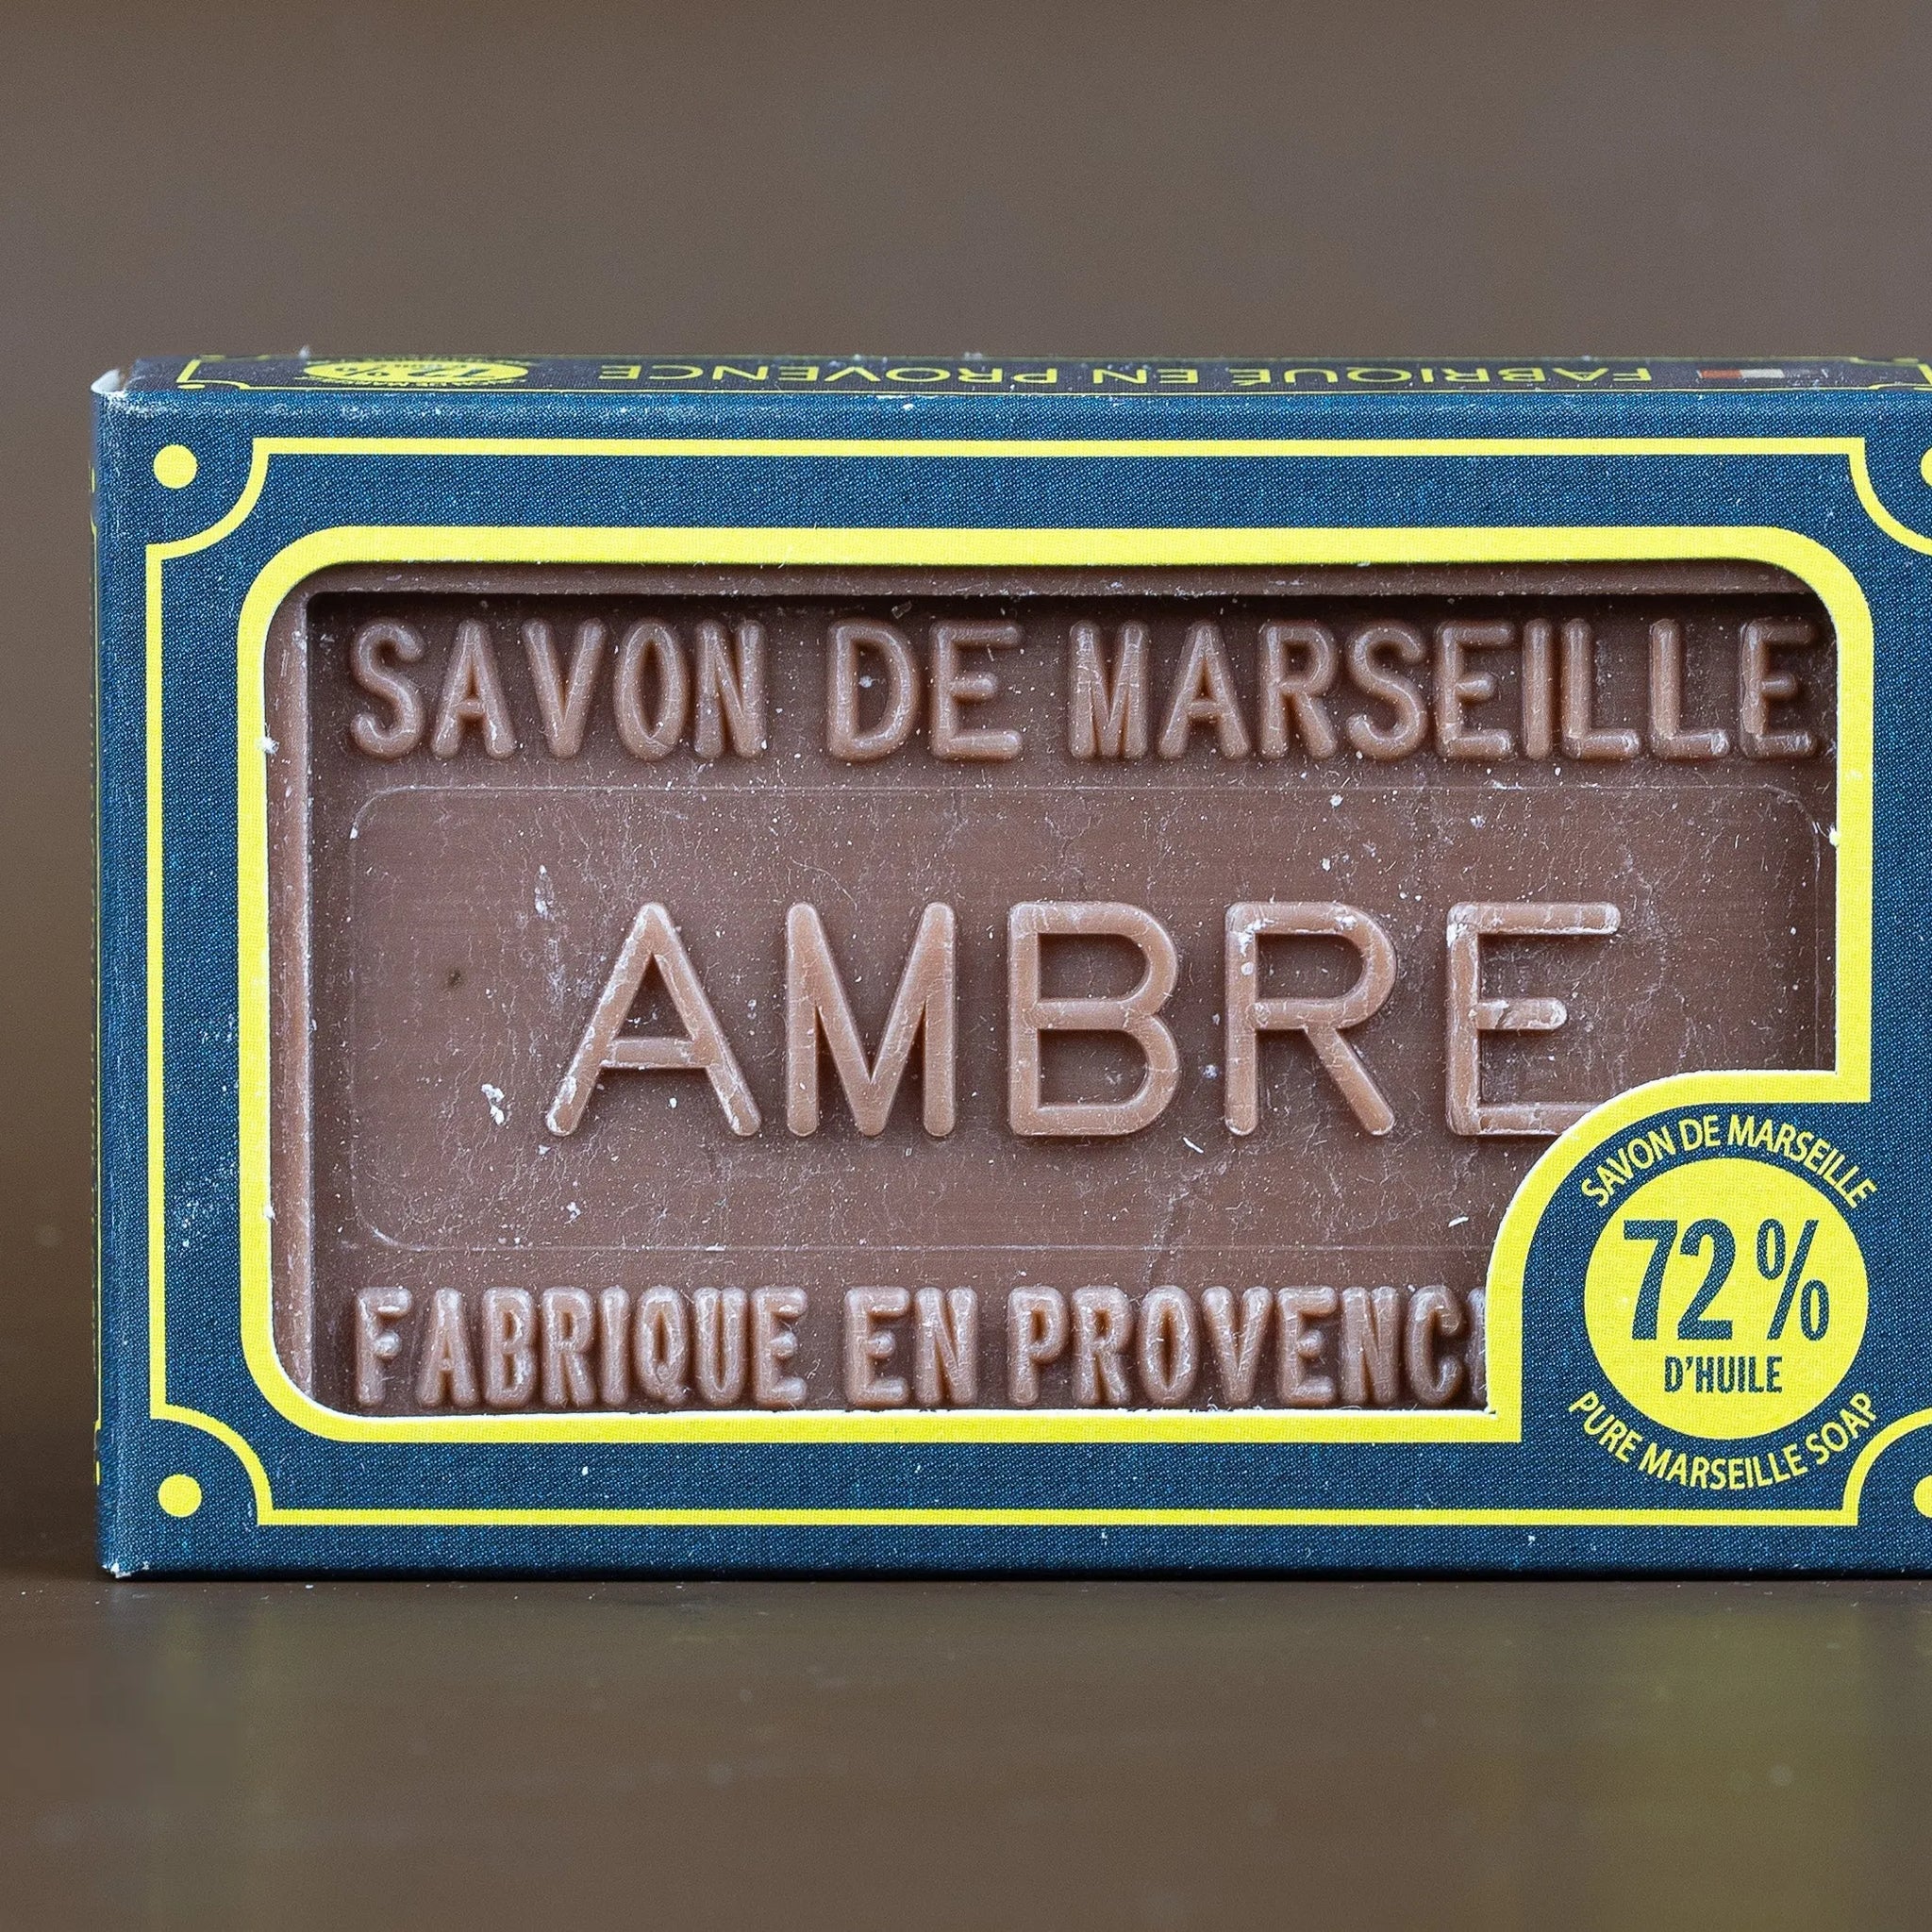 FABRIQUÉ EN PROVENCE
SAVON DE MARSEILLE
AMBRE
FABRIQUE EN PROVENC
SAVON DE MARSEILLE
72%
D'HUILE
PURE MARSEILLE SOAP